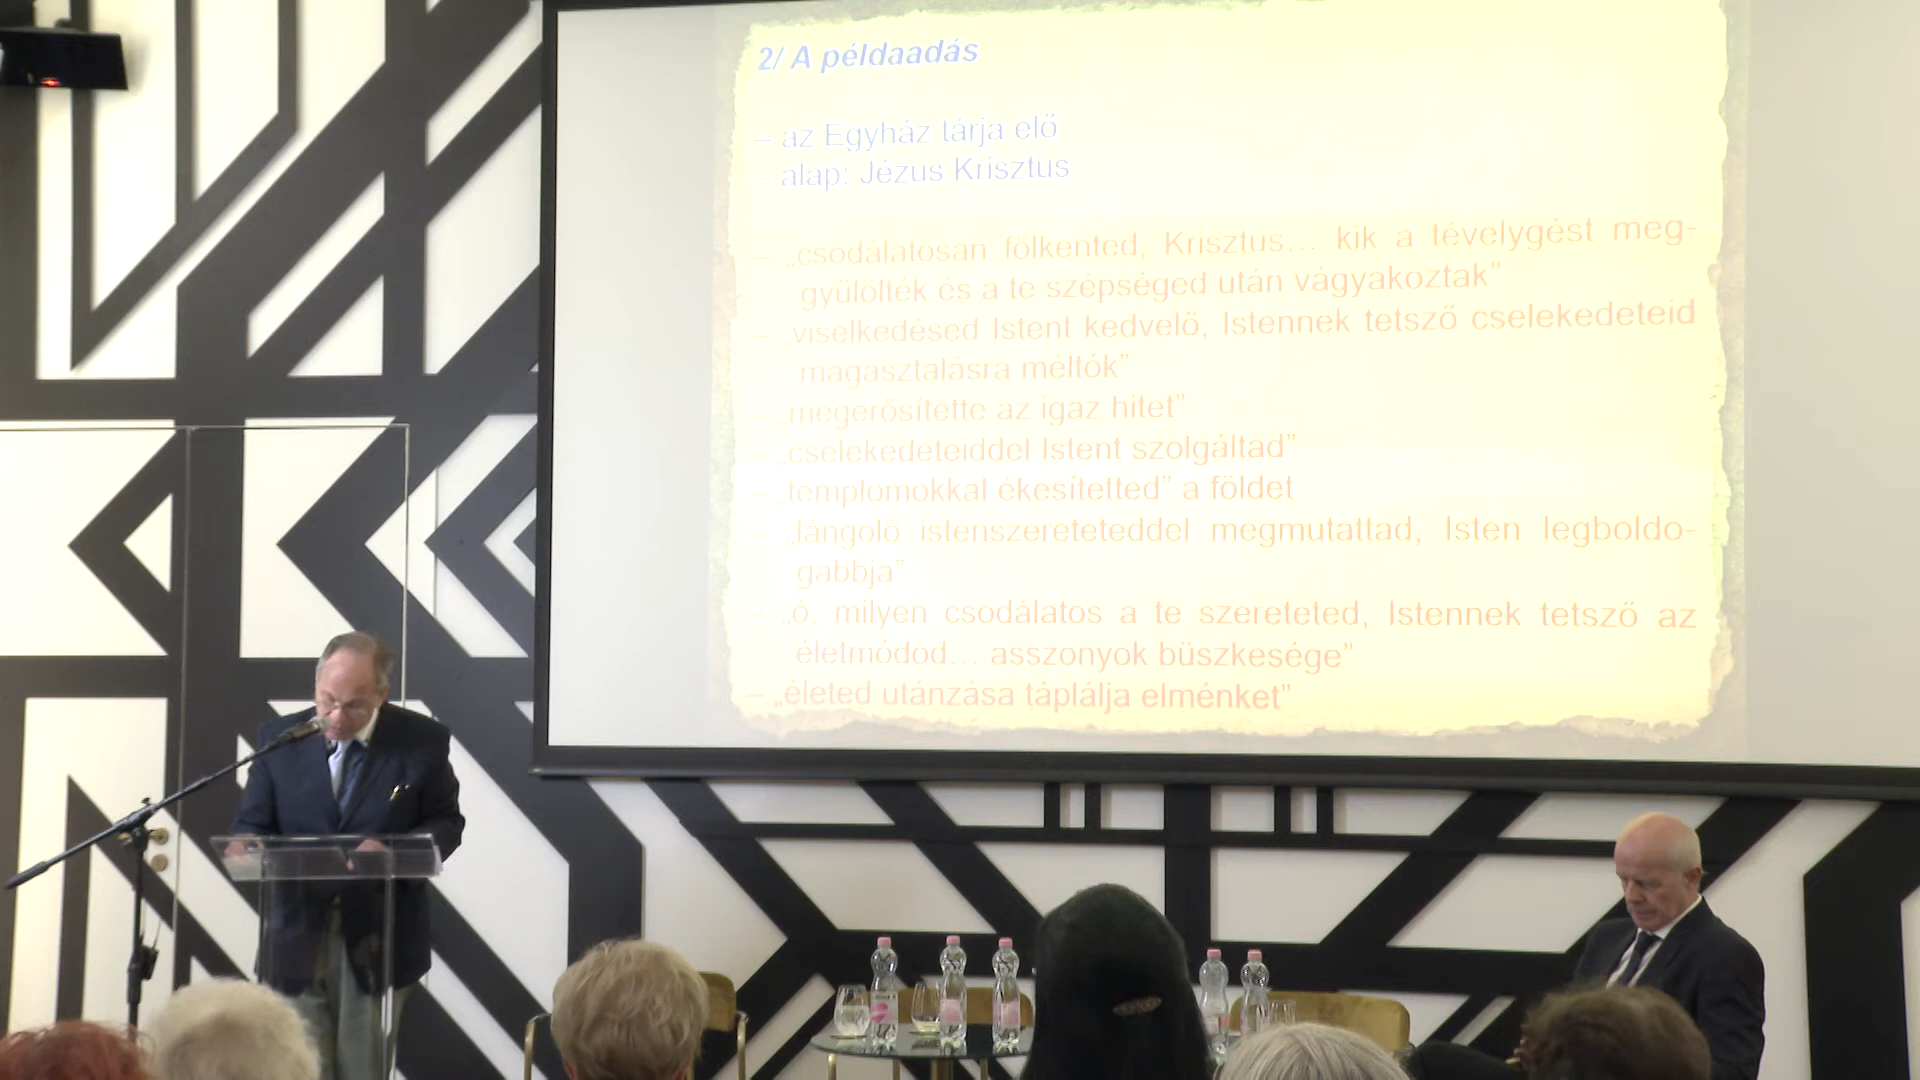 2/ A példaadás
– az Egyház tárja elő
– alap: Jézus Krisztus
– „csodálatosan fölkented, Krisztus... kik a tévelygést meg-
gyűlölték és a te szépséged után vágyakoztak”
– „viselkedésed Istent kedvelő, Istennek tetsző cselekedeteid
magasztalásra méltók”
– „megerősítette az igaz hitet”
– „cselekedeteiddel Istent szolgáltad”
– „templomokkal ékesítetted” a földet
– „lángoló istenszereteteddel megmutattad, Isten legboldo-
gabbja”
– „ó, milyen csodálatos a te szereteted, Istennek tetsző az
életmódod... asszonyok büszkesége”
– „életed utánzása táplálja elménket”